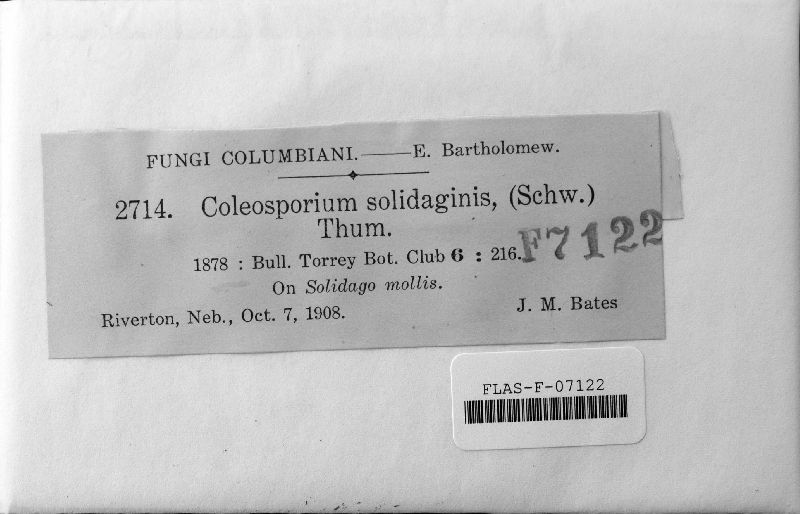 FUNGI COLUMBIANI.——E. Bartholomew.
2714. Coleosporium solidaginis, (Schw.)
Thum.
1878 : Bull. Torrey Bot. Club 6 : 216.
F7122
On Solidago mollis.
Riverton, Neb., Oct. 7, 1908. J. M. Bates
FLAS-F-07122